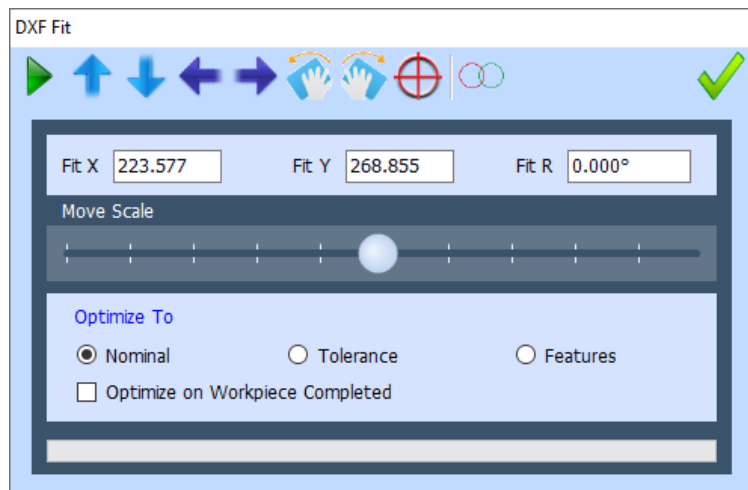 DXF Fit
Fit X 223.577 Fit Y 268.855 Fit R 0.000°
Move Scale
Optimize To
Nominal Tolerance Features
Optimize on Workpiece Completed